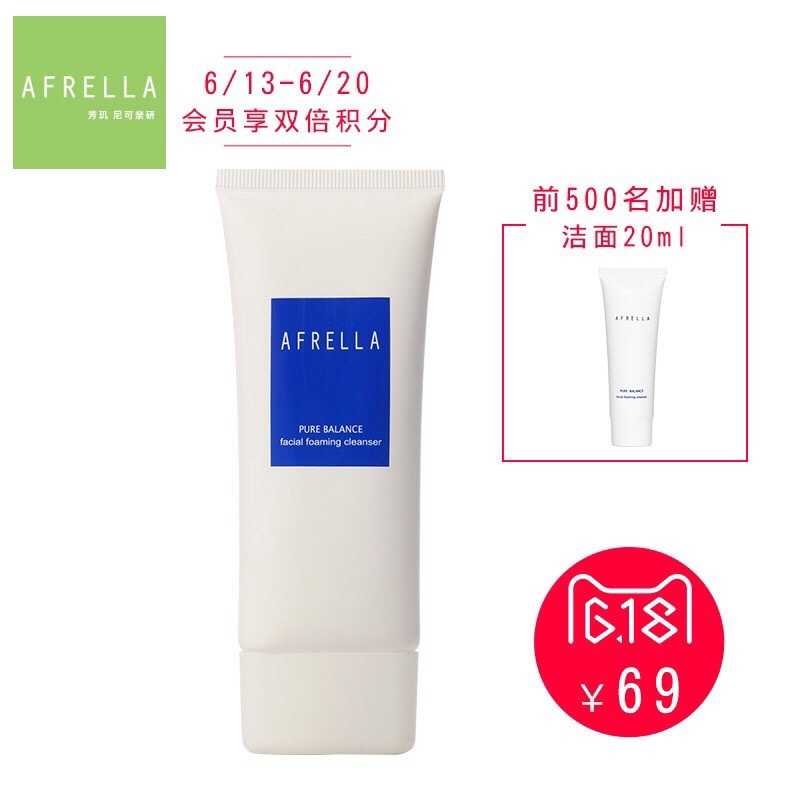 AFRELLA
芳玑 尼可亲研
6/13-6/20
会员享双倍积分
前500名加赠
洁面20ml
AFRELLA
PURE BALANCE
facial foaming cleanser
AFRELLA
PURE BALANCE
facial foaming cleanser
6.18
¥69